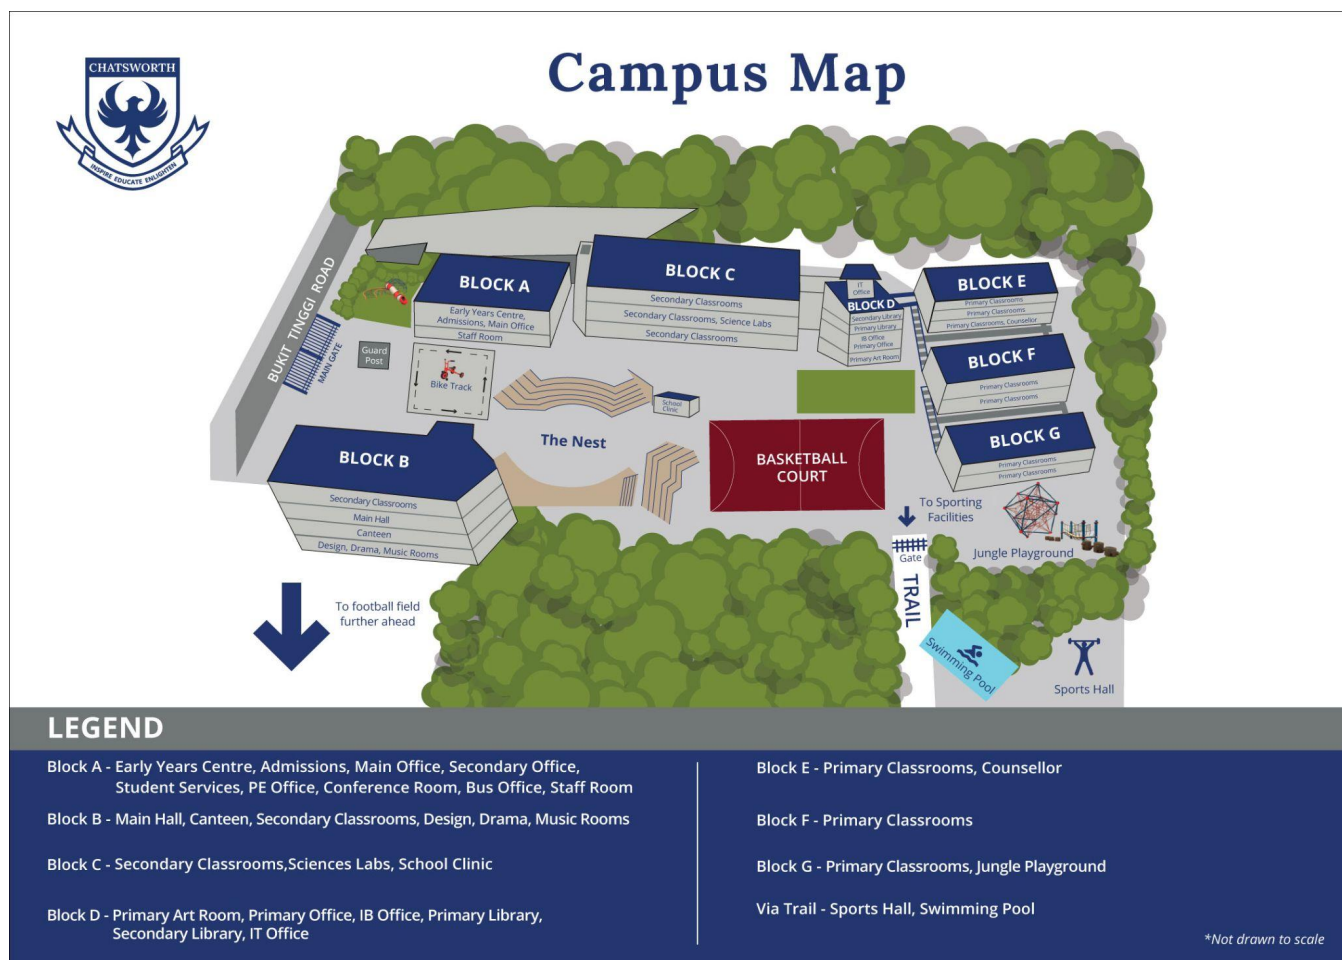 CHATSWORTH
INSPIRE EDUCATE ENLIGHTEN
Campus Map
BUKIT TINGGI ROAD
MAIN GATE
Guard
Post
BLOCK A
Early Years Centre,
Admissions, Main Office
Staff Room
Bike Track
BLOCK C
Secondary Classrooms
Secondary Classrooms, Science Labs
Secondary Classrooms
IT
Office
BLOCK D
Secondary Library
Primary Library
IB Office
Primary Office
Primary Art Room
BLOCK E
Primary Classrooms
Primary Classrooms
Primary Classrooms, Counsellor
BLOCK F
Primary Classrooms
Primary Classrooms
BLOCK G
Primary Classrooms
Primary Classrooms
School
Clinic
The Nest
BASKETBALL
COURT
BLOCK B
Secondary Classrooms
Main Hall
Canteen
Design, Drama, Music Rooms
To Sporting
Facilities
Jungle Playground
Gate
TRAIL
Swimming Pool
Sports Hall
To football field
further ahead
LEGEND
Block A - Early Years Centre, Admissions, Main Office, Secondary Office,
Student Services, PE Office, Conference Room, Bus Office, Staff Room
Block B - Main Hall, Canteen, Secondary Classrooms, Design, Drama, Music Rooms
Block C - Secondary Classrooms,Sciences Labs, School Clinic
Block D - Primary Art Room, Primary Office, IB Office, Primary Library,
Secondary Library, IT Office
Block E - Primary Classrooms, Counsellor
Block F - Primary Classrooms
Block G - Primary Classrooms, Jungle Playground
Via Trail - Sports Hall, Swimming Pool
*Not drawn to scale